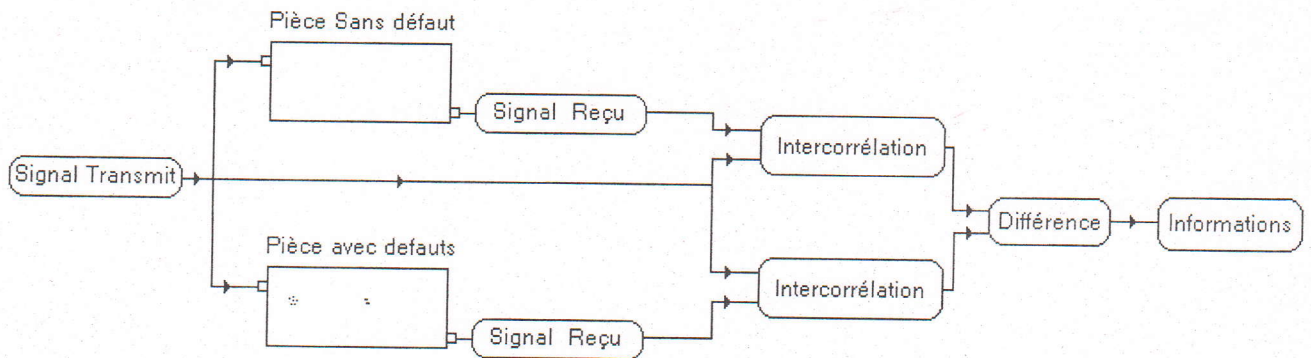 Pièce Sans défaut
Signal Reçu
Intercorrélation
Signal Transmit
Différence
Informations
Pièce avec defauts
Intercorrélation
Signal Reçu